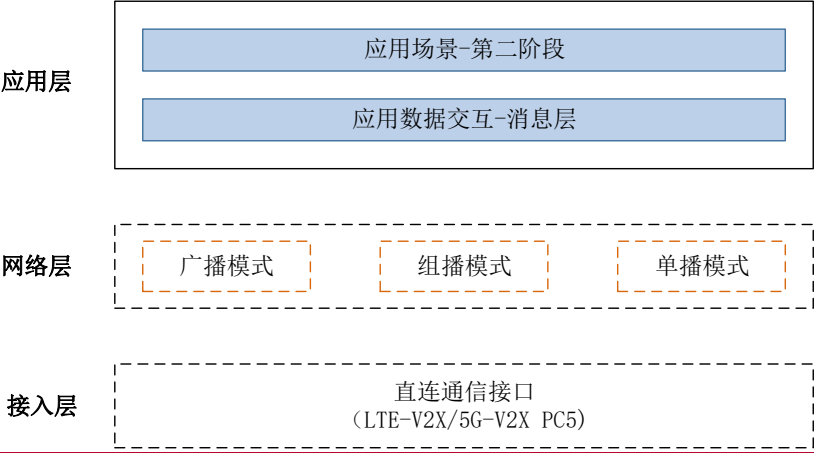 应用层
应用场景-第二阶段
应用数据交互-消息层
网络层
广播模式
组播模式
单播模式
接入层
直连通信接口
(LTE-V2X/5G-V2X PC5)